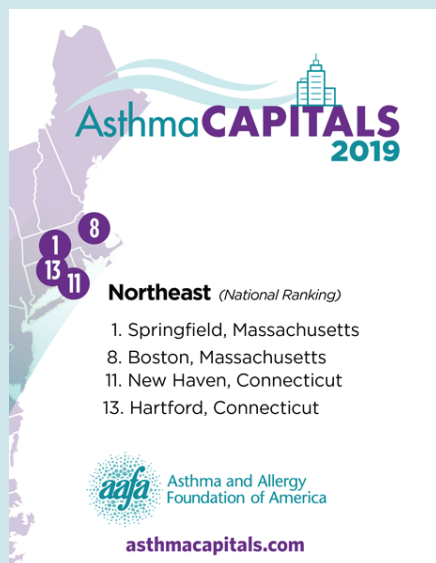 AsthmaCAPITALS
2019
8
1
13
11
Northeast (National Ranking)
1. Springfield, Massachusetts
8. Boston, Massachusetts
11. New Haven, Connecticut
13. Hartford, Connecticut
aafa
Asthma and Allergy
Foundation of America
asthmacapitals.com